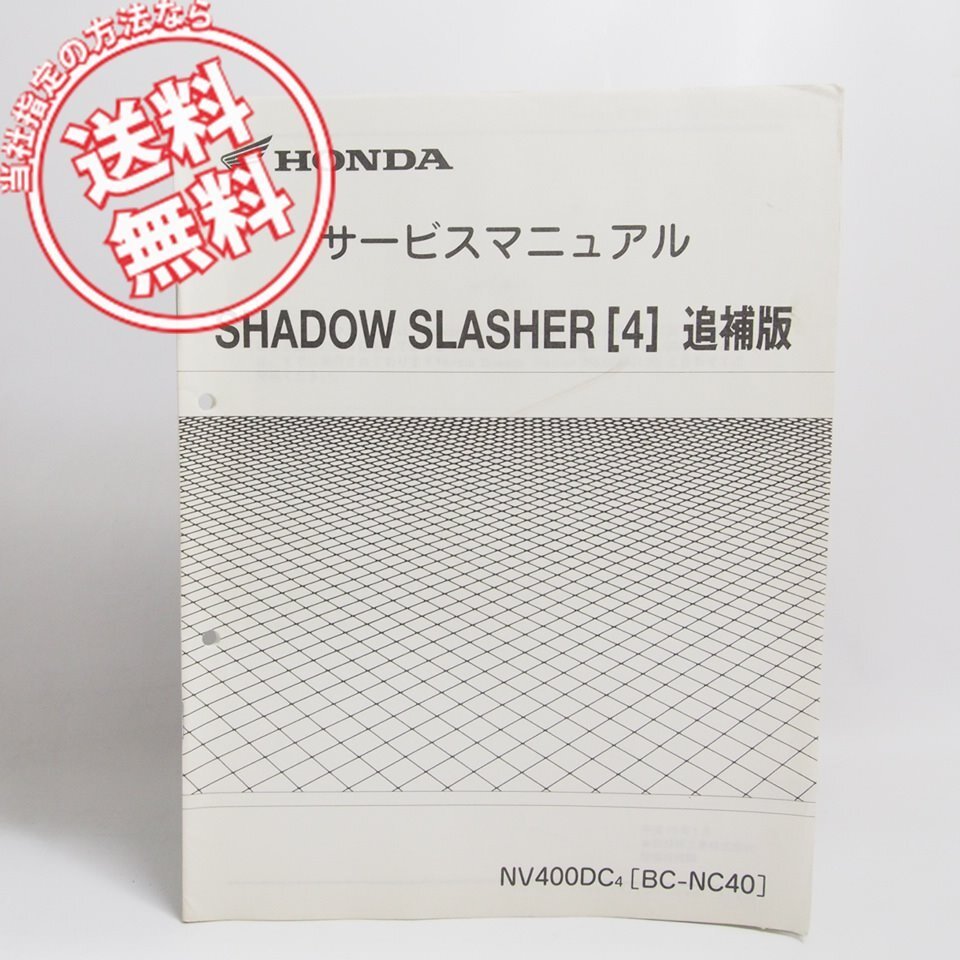 当社指定の方法なら
送料
無料
HONDA
サービスマニュアル
SHADOW SLASHER [4] 追補版
NV400DC4 [BC-NC40]